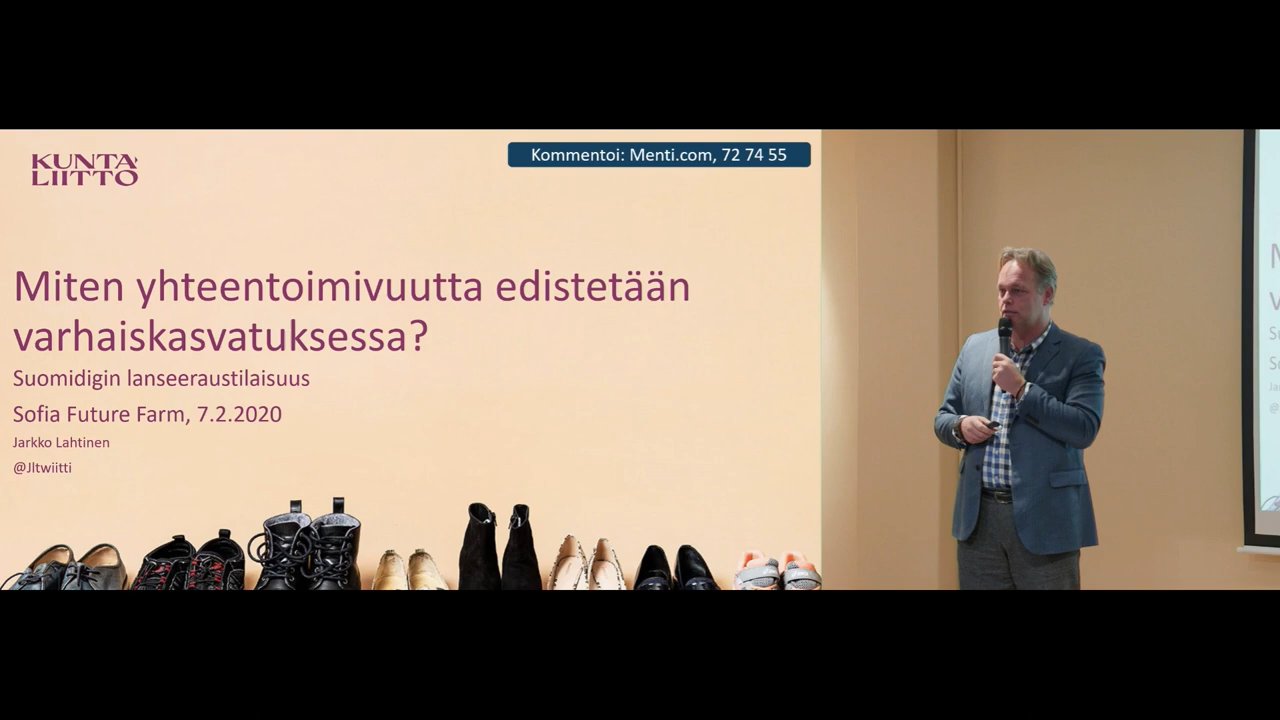 KUNTA
LIITTO
Kommentoi: Menti.com, 72 74 55
Miten yhteentoimivuutta edistetään
varhaiskasvatuksessa?
Suomidigin lanseeraustilaisuus
Sofia Future Farm, 7.2.2020
Jarkko Lahtinen
@Jltwiitti